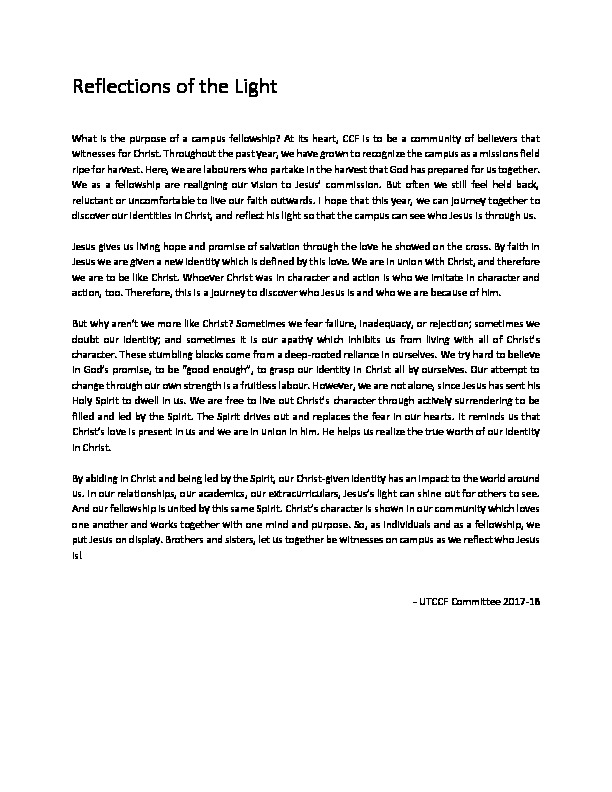 Reflections of the Light
What is the purpose of a campus fellowship? At its heart, CCF is to be a community of believers that
witnesses for Christ. Throughout the past year, we have grown to recognize the campus as a missions field
ripe for harvest. Here, we are labourers who partake in the harvest that God has prepared for us together.
We as a fellowship are realigning our vision to Jesus' commission. But often we still feel held back,
reluctant or uncomfortable to live our faith outwards. I hope that this year, we can journey together to
discover our identities in Christ, and reflect his light so that the campus can see who Jesus is through us.
Jesus gives us living hope and promise of salvation through the love he showed on the cross. By faith in
Jesus we are given a new identity which is defined by this love. We are in union with Christ, and therefore
we are to be like Christ. Whoever Christ was in character and action is who we imitate in character and
action, too. Therefore, this is a journey to discover who Jesus is and who we are because of him.
But why aren't we more like Christ? Sometimes we fear failure, inadequacy, or rejection; sometimes we
doubt our identity; and sometimes it is our apathy which inhibits us from living with all of Christ's
character. These stumbling blocks come from a deep-rooted reliance in ourselves. We try hard to believe
in God's promise, to be "good enough", to grasp our identity in Christ all by ourselves. Our attempt to
change through our own strength is a fruitless labour. However, we are not alone, since Jesus has sent his
Holy Spirit to dwell in us. We are free to live out Christ's character through actively surrendering to be
filled and led by the Spirit. The Spirit drives out and replaces the fear in our hearts. It reminds us that
Christ's love is present in us and we are in union in him. He helps us realize the true worth of our identity
in Christ.
By abiding in Christ and being led by the Spirit, our Christ-given identity has an impact to the world around
us. In our relationships, our academics, our extracurriculars, Jesus's light can shine out for others to see.
And our fellowship is united by this same Spirit. Christ's character is shown in our community which loves
one another and works together with one mind and purpose. So, as individuals and as a fellowship, we
put Jesus on display. Brothers and sisters, let us together be witnesses on campus as we reflect who Jesus
is!
- UTCCF Committee 2017-18